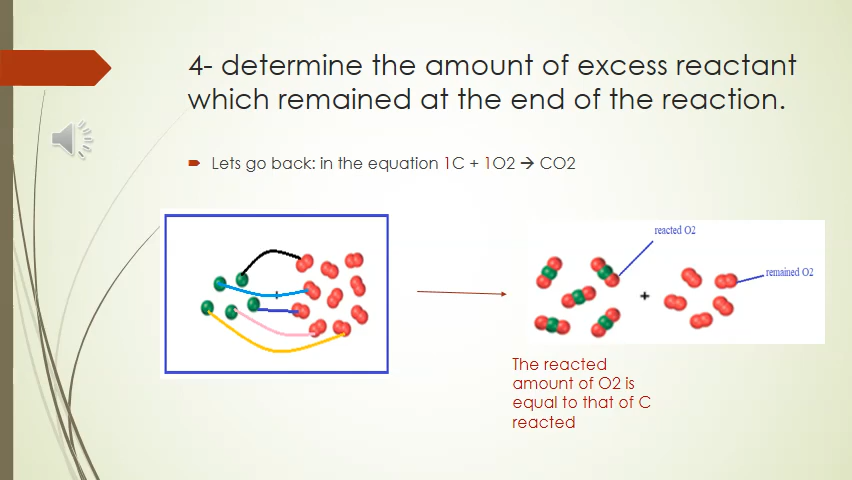 4- determine the amount of excess reactant
which remained at the end of the reaction.
Lets go back: in the equation 1C + 1O2 → CO2
reacted O2
remained O2
+
+
The reacted
amount of O2 is
equal to that of C
reacted